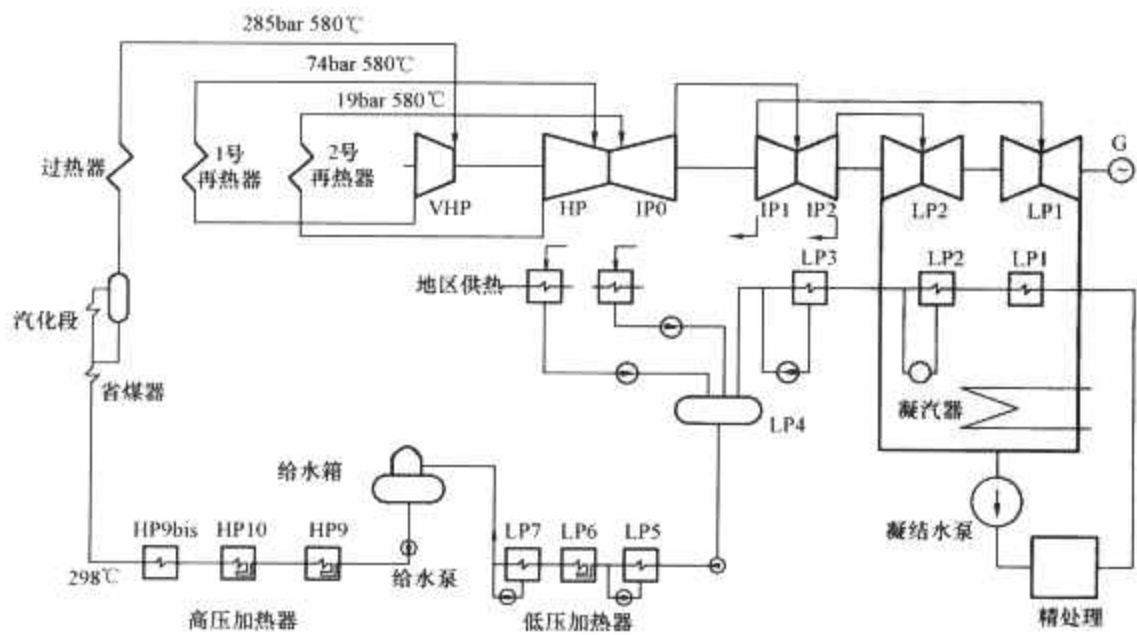 285bar 580℃
74bar 580℃
19bar 580℃
过热器
1号
再热器
2号
再热器
VHP
HP
IP0
IP1
IP2
LP2
LP1
G
地区供热
LP3
LP2
LP1
汽化段
省煤器
LP4
凝汽器
给水箱
HP9bis
HP10
HP9
LP7
LP6
LP5
凝结水泵
298℃
给水泵
高压加热器
低压加热器
精处理